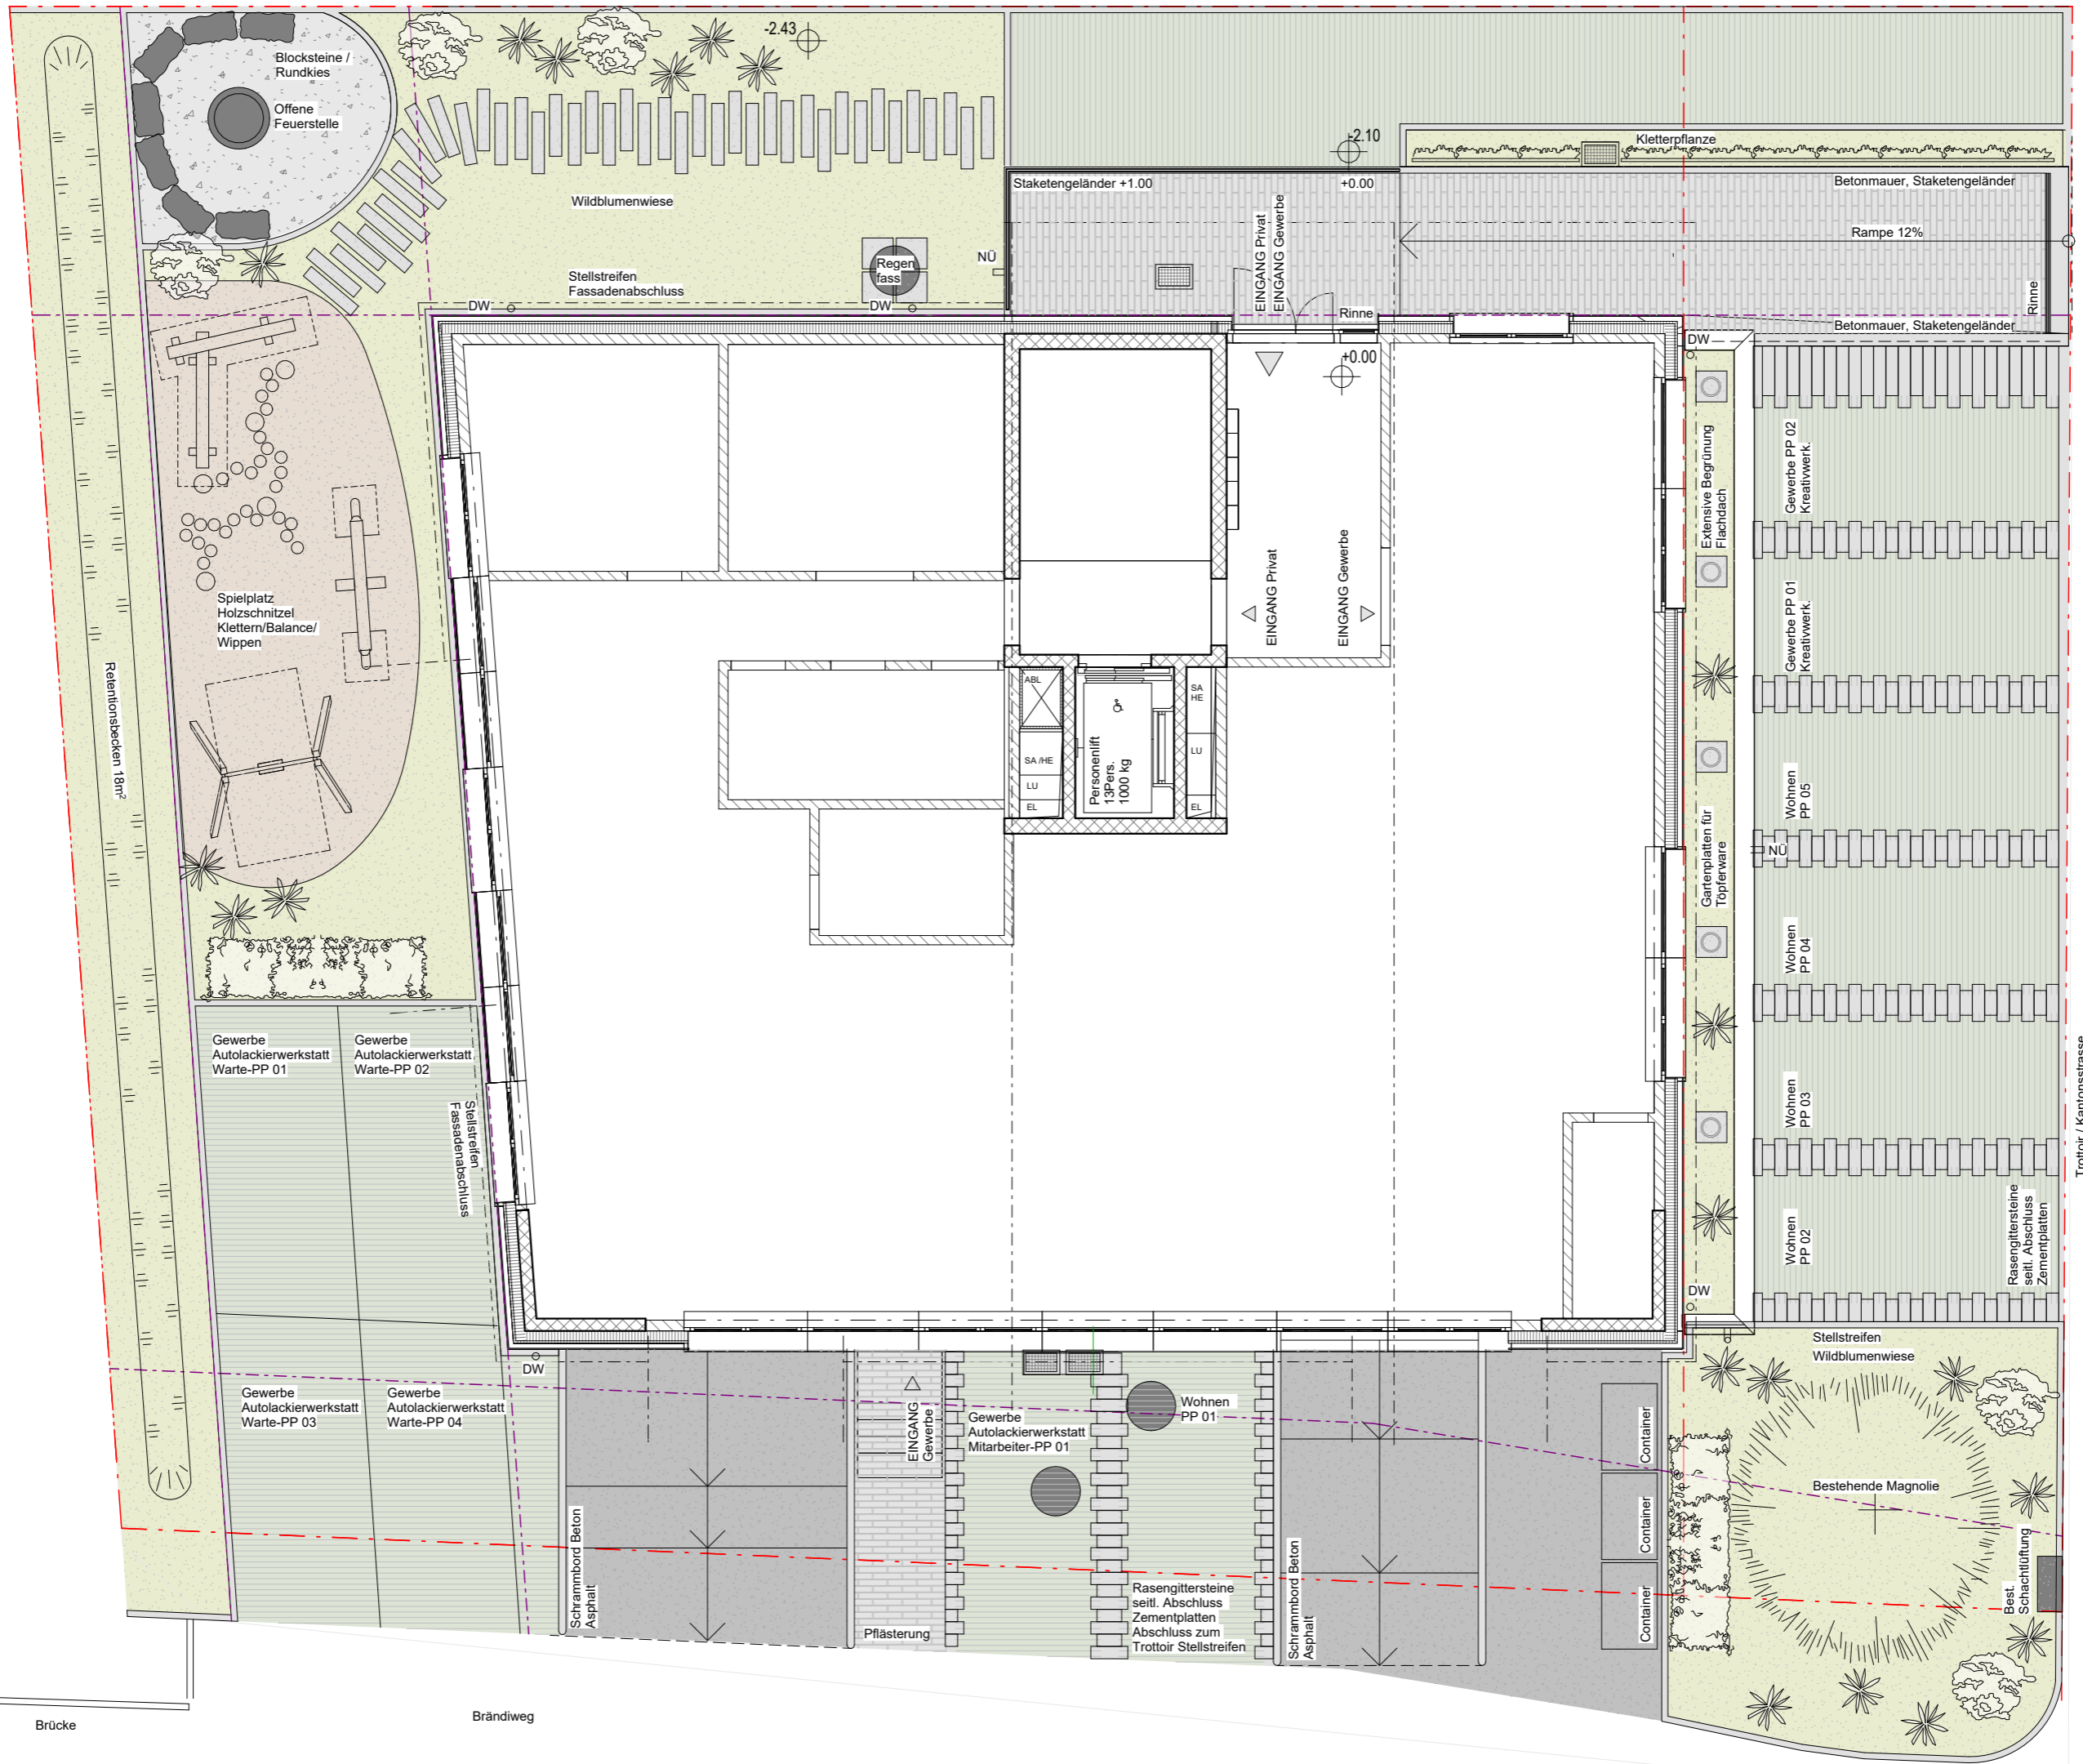 -2.43
Blocksteine /
Rundkies
Offene
Feuerstelle
-2.10
Kletterpflanze
Staketengeländer +1.00
+0.00
Betonmauer, Staketengeländer
Wildblumenwiese
EINGANG Privat
EINGANG Gewerbe
Rampe 12%
NÜ
Regen
fass
Stellstreifen
Fassadenabschluss
DW
DW
Rinne
Rinne
Betonmauer, Staketengeländer
DW
+0.00
Extensive Begrünung
Flachdach
Gewerbe PP 02
Kreativwerk.
EINGANG Privat
EINGANG Gewerbe
Gewerbe PP 01
Kreativwerk.
Spielplatz
Holzschnitzel
Klettern/Balance/
Wippen
Retentionsbecken 18m²
ABL
SA /HE
LU
EL
Personenlift
13Pers.
1000 kg
SA
HE
LU
EL
Gartenplatten für
Töpferware
Wohnen
PP 05
NÜ
Wohnen
PP 04
Gewerbe
Autolackierwerkstatt
Warte-PP 01
Gewerbe
Autolackierwerkstatt
Warte-PP 02
Stellstreifen
Fassadenabschluss
Wohnen
PP 03
Trottoir / Kantonsstrasse
Wohnen
PP 02
Rasengittersteine
seitl. Abschluss
Zementplatten
DW
Stellstreifen
Wildblumenwiese
DW
Gewerbe
Autolackierwerkstatt
Warte-PP 03
Gewerbe
Autolackierwerkstatt
Warte-PP 04
EINGANG
Gewerbe
Gewerbe
Autolackierwerkstatt
Mitarbeiter-PP 01
Wohnen
PP 01
Container
Container
Container
Bestehende Magnolie
Best.
Schachtlüftung
Schrammbord Beton
Asphalt
Pflästerung
Rasengittersteine
seitl. Abschluss
Zementplatten
Abschluss zum
Trottoir Stellstreifen
Schrammbord Beton
Asphalt
Brücke
Brändiweg